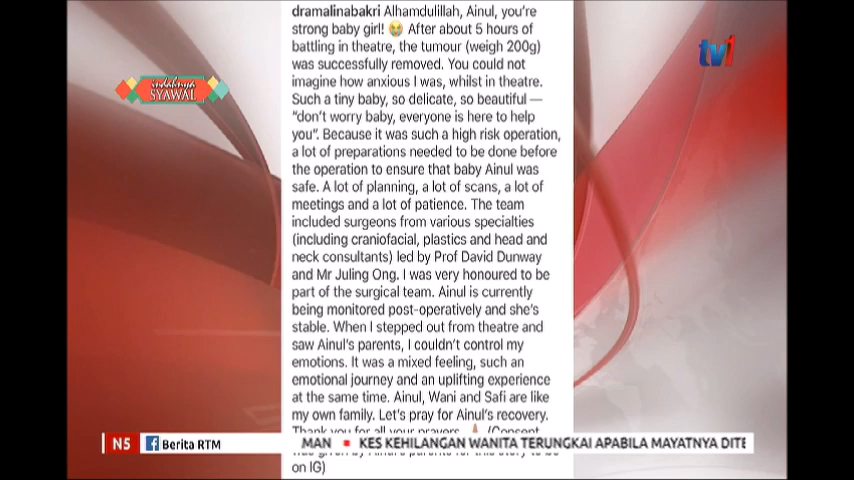 dramalinabakri Alhamdulillah, Ainul, you're
strong baby girl! 😭 After about 5 hours of
battling in theatre, the tumour (weigh 200g)
was successfully removed. You could not
imagine how anxious I was, whilst in theatre.
Such a tiny baby, so delicate, so beautiful —
"don't worry baby, everyone is here to help
you". Because it was such a high risk operation,
a lot of preparations needed to be done before
the operation to ensure that baby Ainul was
safe. A lot of planning, a lot of scans, a lot of
meetings and a lot of patience. The team
included surgeons from various specialties
(including craniofacial, plastics and head and
neck consultants) led by Prof David Dunway
and Mr Juling Ong. I was very honoured to be
part of the surgical team. Ainul is currently
being monitored post-operatively and she's
stable. When I stepped out from theatre and
saw Ainul's parents, I couldn't control my
emotions. It was a mixed feeling, such an
emotional journey and an uplifting experience
at the same time. Ainul, Wani and Safi are like
my own family. Let's pray for Ainul's recovery.
Thank you for all your prayers. (Consent
on IG)
tv1
indahnya
SYAWAL
N5
Berita RTM
MAN • KES KEHILANGAN WANITA TERUNGKAI APABILA MAYATNYA DITE